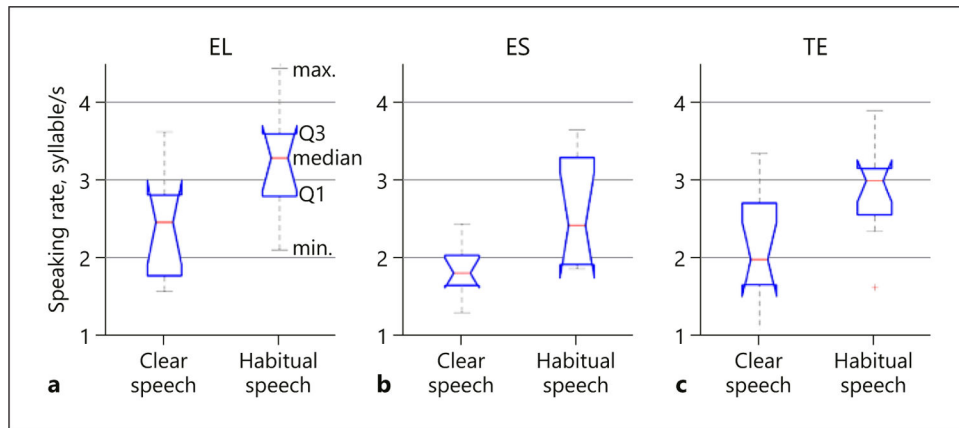 EL
ES
TE
Speaking rate, syllable/s
4
3
2
1
max.
Q3
median
Q1
min.
4
3
2
1
4
3
2
1
Clear
speech
Habitual
speech
Clear
speech
Habitual
speech
Clear
speech
Habitual
speech
a
b
c